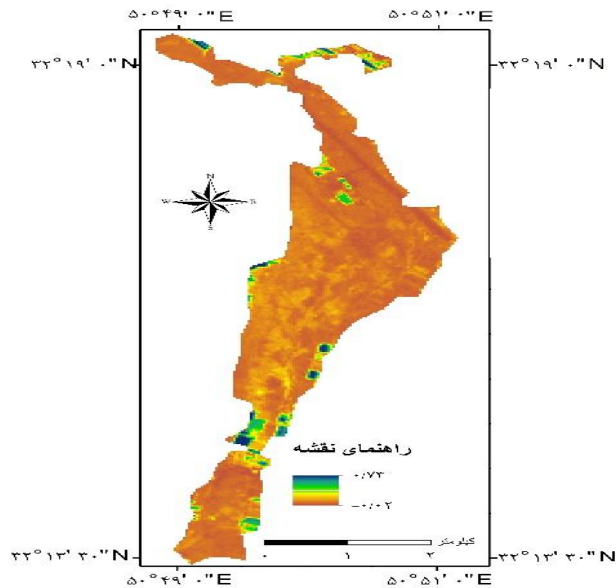 ۵۰°۴۹' ۰"E ۵۰°۵۱' ۰"E
۳۲°۱۹' ۰"N ۳۲°۱۹' ۰"N
N
W E
S
راهنمای نقشه
۰/۷۳
-۰/۰۲
۰ ۱ ۲ کیلومتر
۳۲°۱۳' ۳۰"N ۳۲°۱۳' ۳۰"N
۵۰°۴۹' ۰"E ۵۰°۵۱' ۰"E